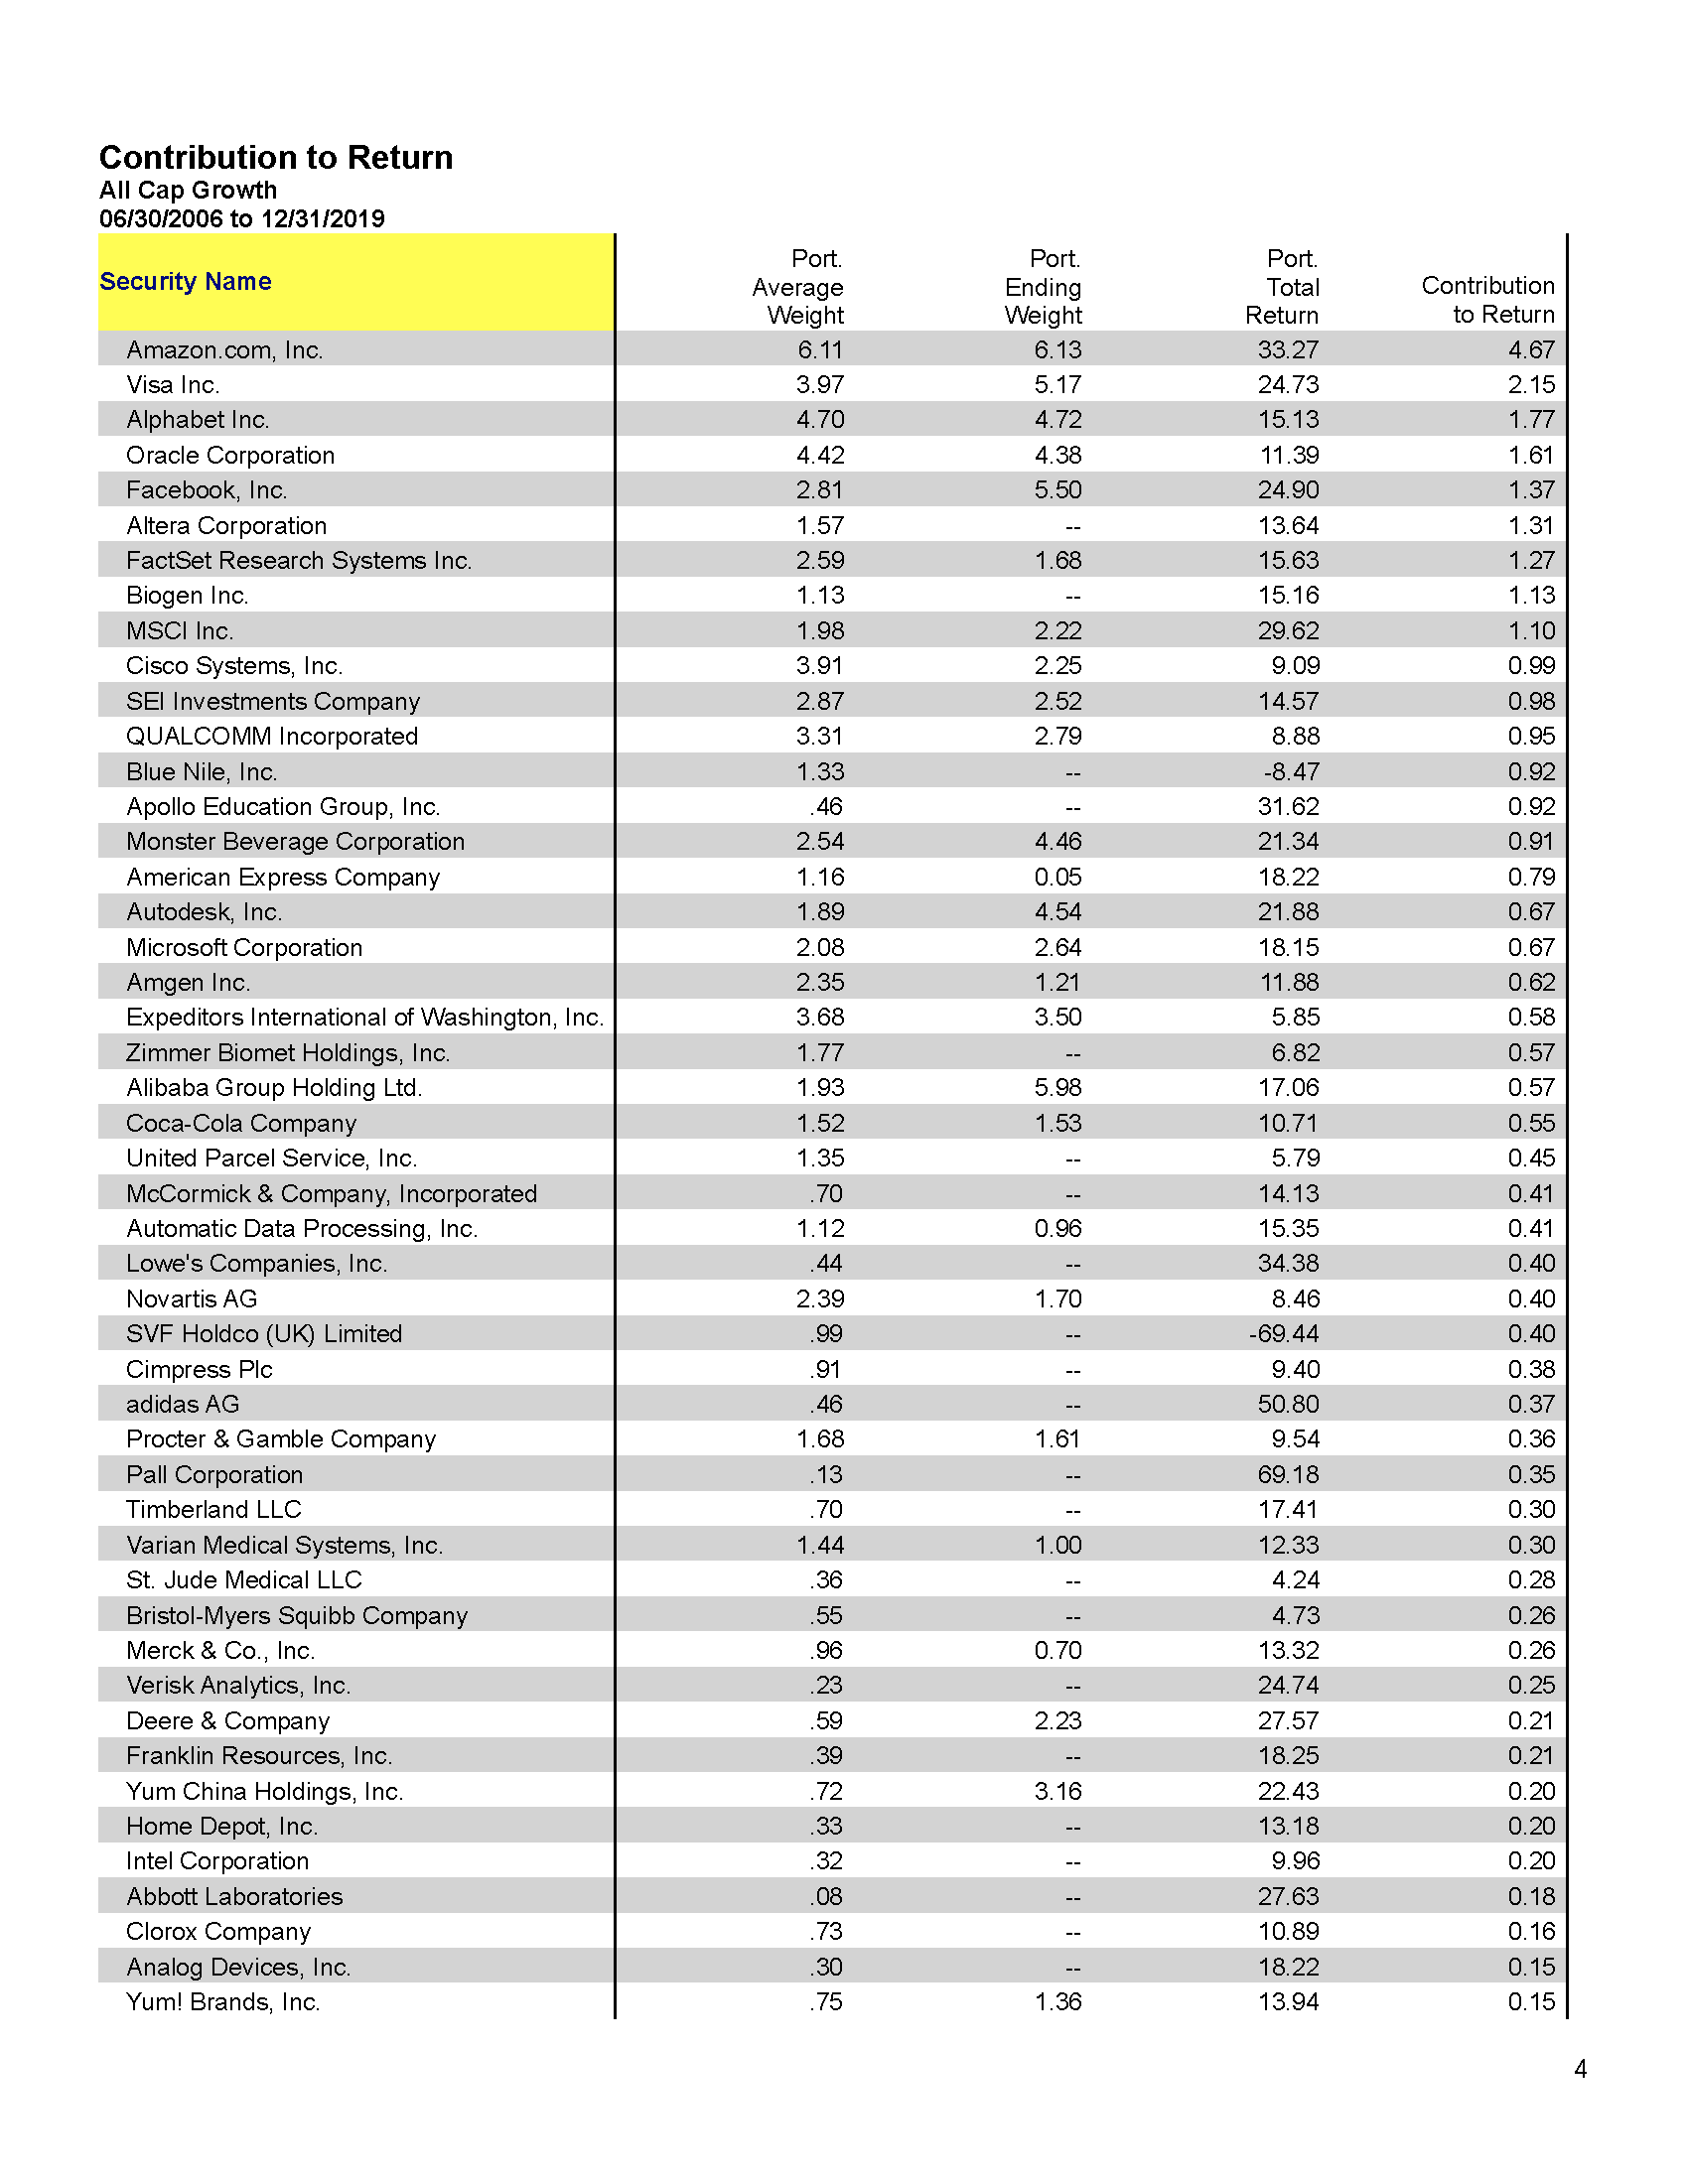 Contribution to Return
All Cap Growth
06/30/2006 to 12/31/2019
Security Name Port. Average Weight Port. Ending Weight Port. Total Return Contribution to Return
Amazon.com, Inc. 6.11 6.13 33.27 4.67
Visa Inc. 3.97 5.17 24.73 2.15
Alphabet Inc. 4.70 4.72 15.13 1.77
Oracle Corporation 4.42 4.38 11.39 1.61
Facebook, Inc. 2.81 5.50 24.90 1.37
Altera Corporation 1.57 -- 13.64 1.31
FactSet Research Systems Inc. 2.59 1.68 15.63 1.27
Biogen Inc. 1.13 -- 15.16 1.13
MSCI Inc. 1.98 2.22 29.62 1.10
Cisco Systems, Inc. 3.91 2.25 9.09 0.99
SEI Investments Company 2.87 2.52 14.57 0.98
QUALCOMM Incorporated 3.31 2.79 8.88 0.95
Blue Nile, Inc. 1.33 -- -8.47 0.92
Apollo Education Group, Inc. .46 -- 31.62 0.92
Monster Beverage Corporation 2.54 4.46 21.34 0.91
American Express Company 1.16 0.05 18.22 0.79
Autodesk, Inc. 1.89 4.54 21.88 0.67
Microsoft Corporation 2.08 2.64 18.15 0.67
Amgen Inc. 2.35 1.21 11.88 0.62
Expeditors International of Washington, Inc. 3.68 3.50 5.85 0.58
Zimmer Biomet Holdings, Inc. 1.77 -- 6.82 0.57
Alibaba Group Holding Ltd. 1.93 5.98 17.06 0.57
Coca-Cola Company 1.52 1.53 10.71 0.55
United Parcel Service, Inc. 1.35 -- 5.79 0.45
McCormick & Company, Incorporated .70 -- 14.13 0.41
Automatic Data Processing, Inc. 1.12 0.96 15.35 0.41
Lowe's Companies, Inc. .44 -- 34.38 0.40
Novartis AG 2.39 1.70 8.46 0.40
SVF Holdco (UK) Limited .99 -- -69.44 0.40
Cimpress Plc .91 -- 9.40 0.38
adidas AG .46 -- 50.80 0.37
Procter & Gamble Company 1.68 1.61 9.54 0.36
Pall Corporation .13 -- 69.18 0.35
Timberland LLC .70 -- 17.41 0.30
Varian Medical Systems, Inc. 1.44 1.00 12.33 0.30
St. Jude Medical LLC .36 -- 4.24 0.28
Bristol-Myers Squibb Company .55 -- 4.73 0.26
Merck & Co., Inc. .96 0.70 13.32 0.26
Verisk Analytics, Inc. .23 -- 24.74 0.25
Deere & Company .59 2.23 27.57 0.21
Franklin Resources, Inc. .39 -- 18.25 0.21
Yum China Holdings, Inc. .72 3.16 22.43 0.20
Home Depot, Inc. .33 -- 13.18 0.20
Intel Corporation .32 -- 9.96 0.20
Abbott Laboratories .08 -- 27.63 0.18
Clorox Company .73 -- 10.89 0.16
Analog Devices, Inc. .30 -- 18.22 0.15
Yum! Brands, Inc. .75 1.36 13.94 0.15
4